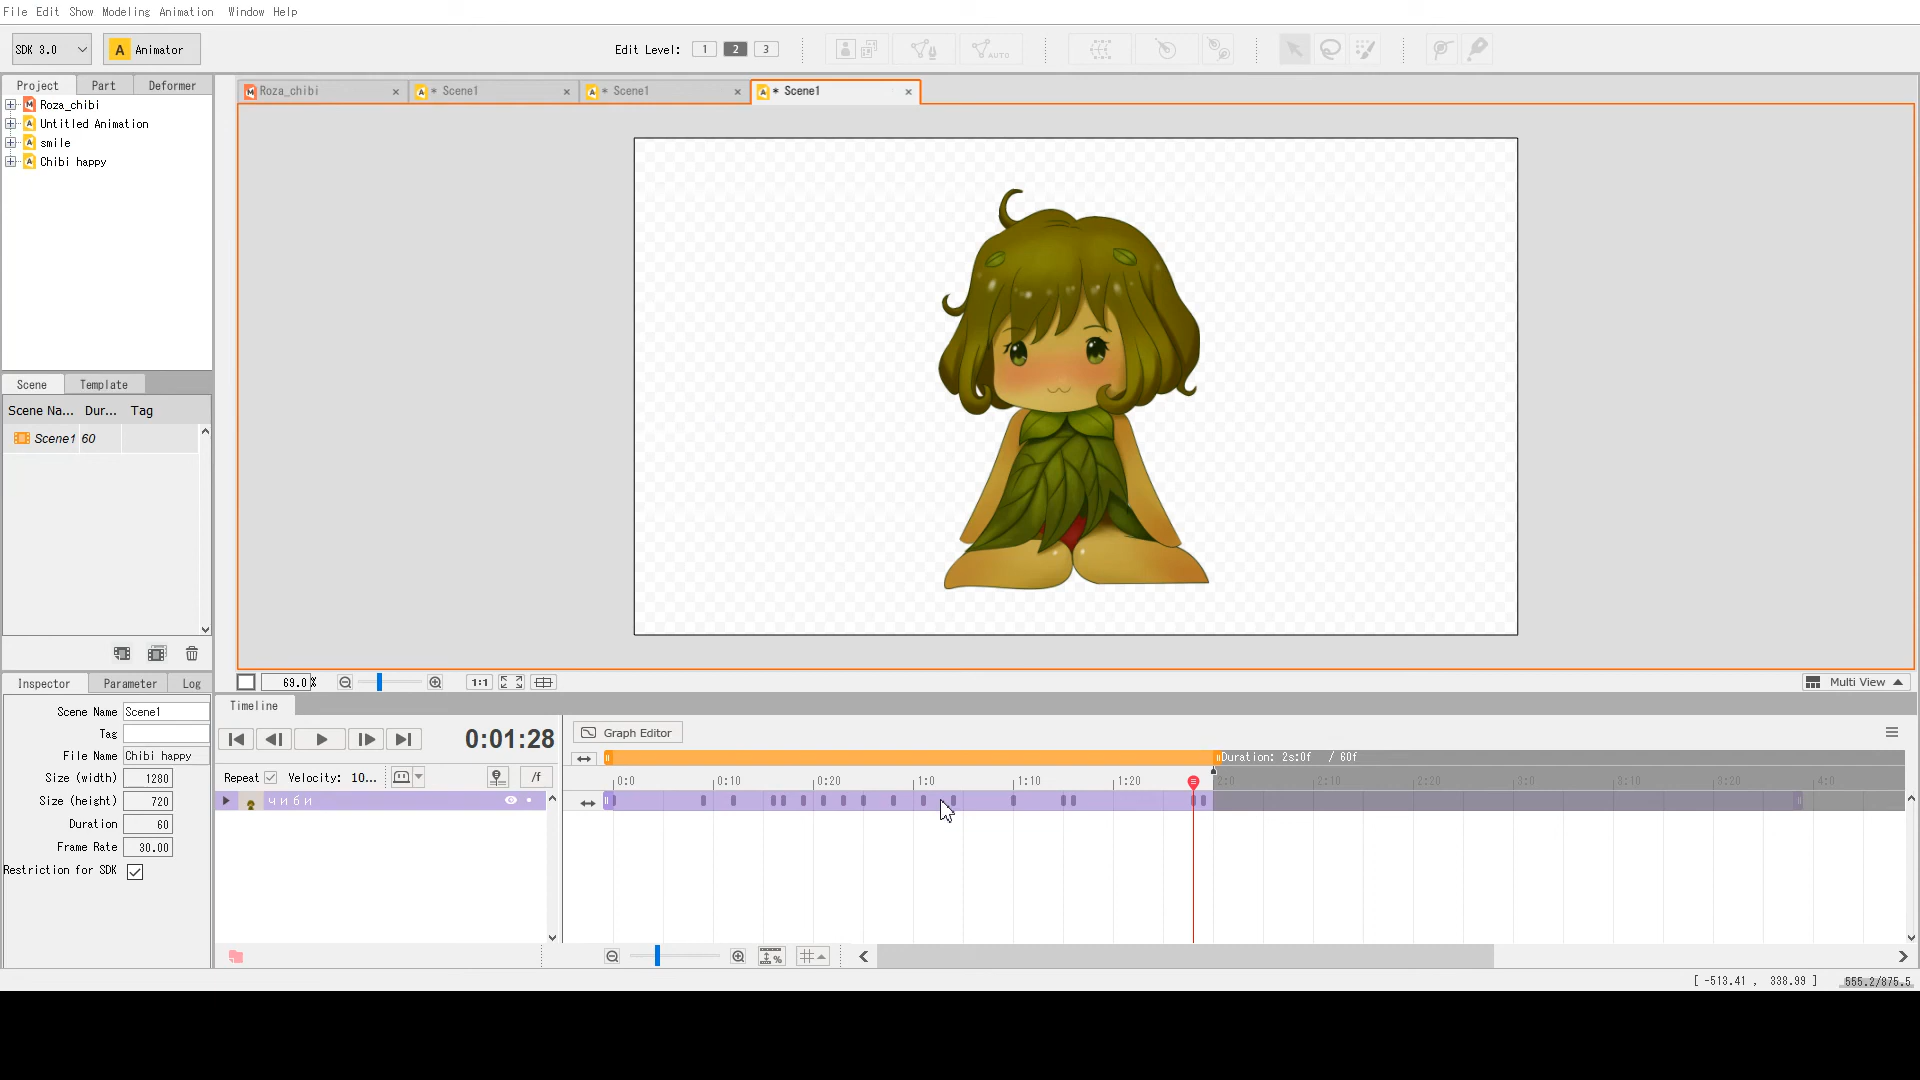 File Edit Show Modeling Animation Window Help
SDK 3.0 A Animator Edit Level: 1 2 3 AUTO
Project Part Deformer
M Roza_chibi × A * Scene1 × A * Scene1 × A * Scene1 ×
M Roza_chibi
A Untitled Animation
A smile
A Chibi happy
Scene Template
Scene Na... Dur... Tag
Scene1 60
Inspector Parameter Log
69.0% 1:1 Multi View
Scene Name Scene1
Tag
File Name Chibi happy
Size (width) 1280
Size (height) 720
Duration 60
Frame Rate 30.00
Restriction for SDK
Timeline
0:01:28 Graph Editor
Duration: 2s:0f / 60f
Repeat Velocity: 10... /f
0:0 0:10 0:20 1:0 1:10 1:20 2:0 2:10 2:20 3:0 3:10 3:20 4:0
чиби
%
[ -513.41 , 338.99 ] 555.2/875.5